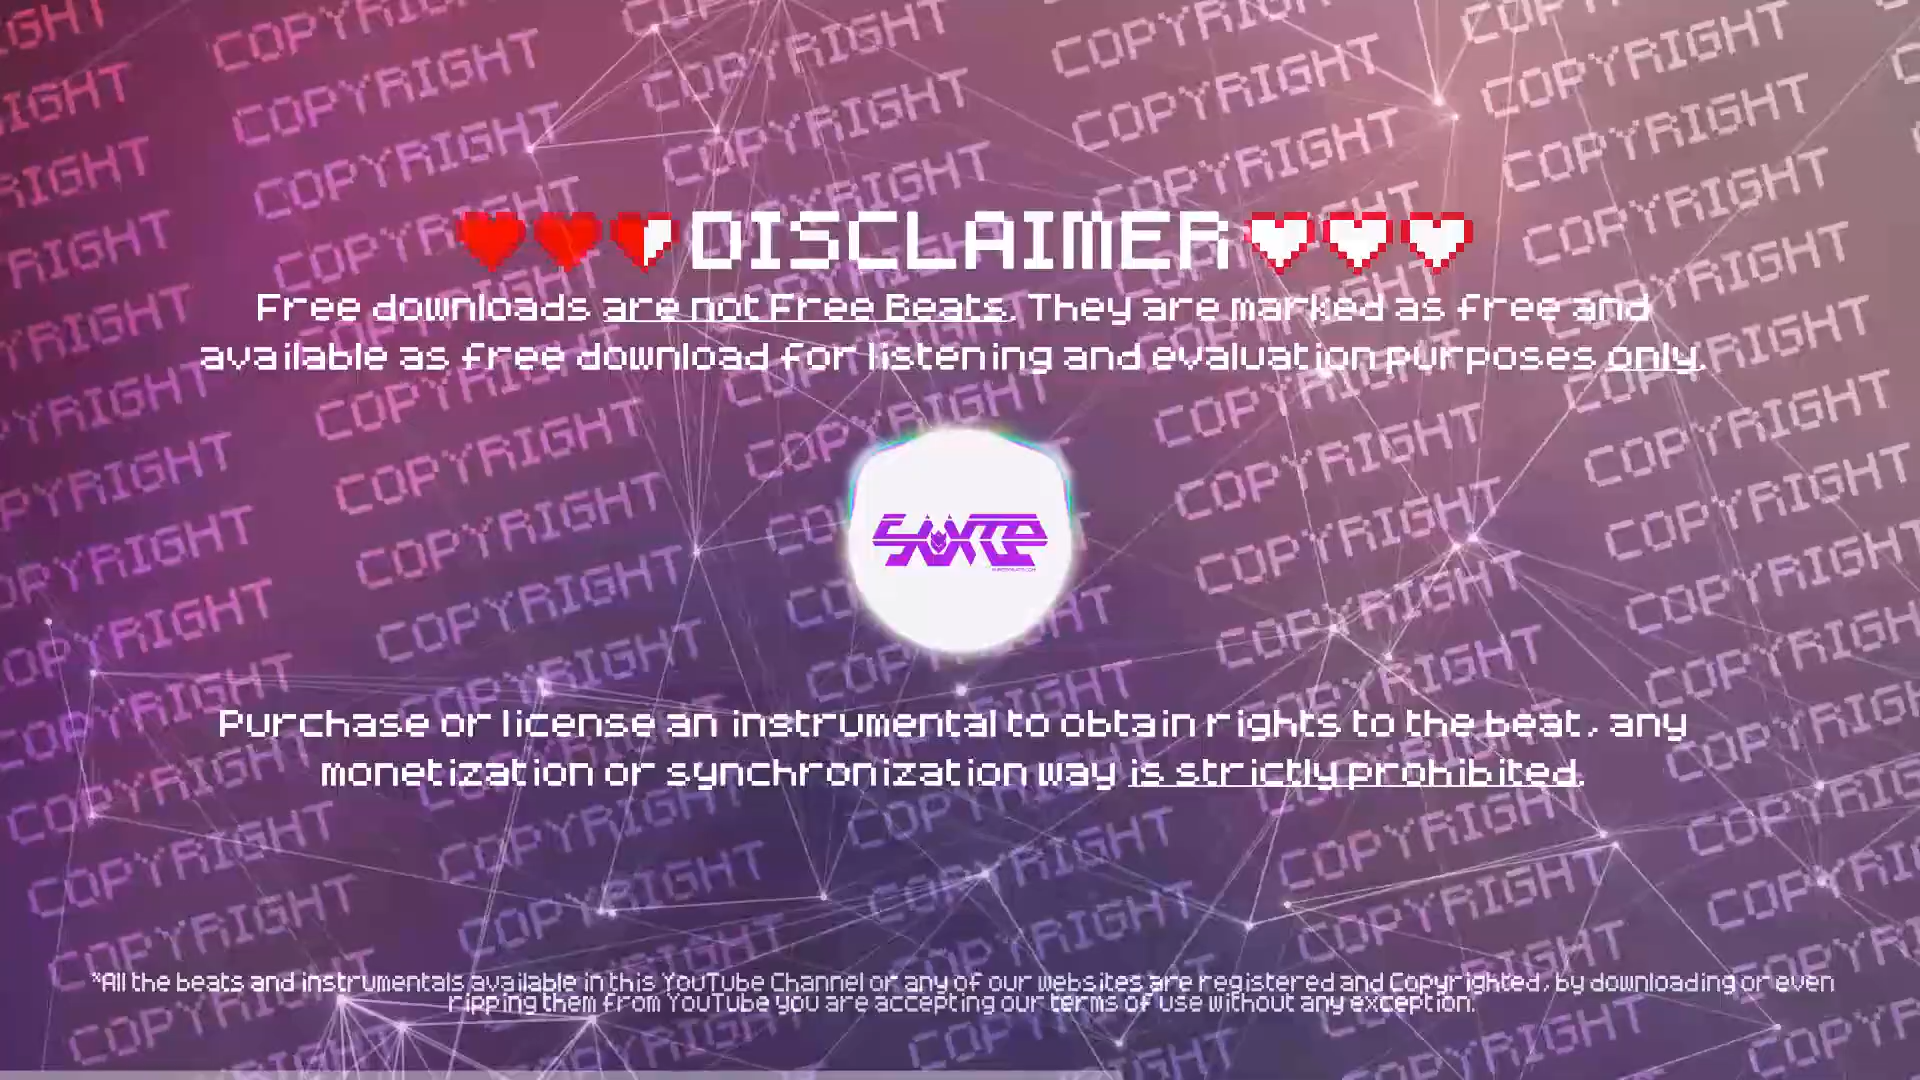 DISCLAIMER
Free downloads are not Free Beats. They are marked as free and
available as free download for listening and evaluation purposes only.
Purchase or license an instrumental to obtain rights to the beat, any
monetization or synchronization way is strictly prohibited.
*All the beats and instrumentals available in this YouTube Channel or any of our websites are registered and Copyrighted, by downloading or even
ripping them from YouTube you are accepting our terms of use without any exception.
COPYRIGHT